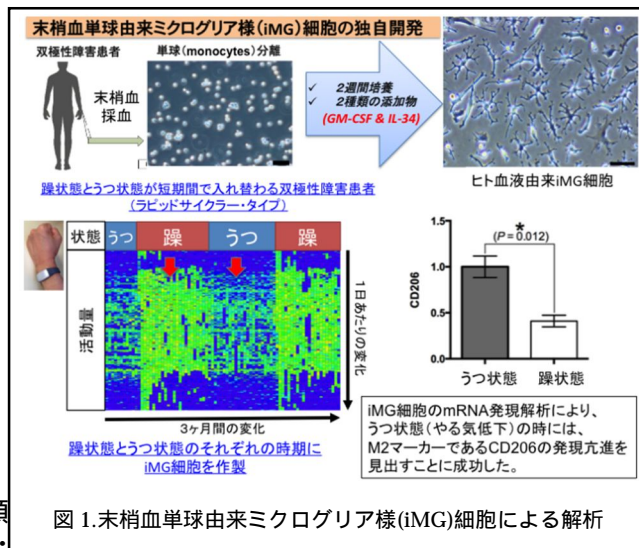 末梢血単球由来ミクログリア様(iMG)細胞の独自開発
双極性障害患者
単球(monocytes)分離
末梢血
採血
✓ 2週間培養
✓ 2種類の添加物
(GM-CSF & IL-34)
ヒト血液由来iMG細胞
躁状態とうつ状態が短期間で入れ替わる双極性障害患者
(ラピッドサイクラー・タイプ)
状態 うつ 躁 うつ 躁
活動量
1日あたりの変化
3ヶ月間の変化
躁状態とうつ状態のそれぞれの時期に
iMG細胞を作製
*
(P = 0.012)
CD206
1.5
1.0
0.5
0.0
うつ状態 躁状態
iMG細胞のmRNA発現解析により、
うつ状態(やる気低下)の時には、
M2マーカーであるCD206の発現亢進を
見出すことに成功した。
図 1.末梢血単球由来ミクログリア様(iMG)細胞による解析